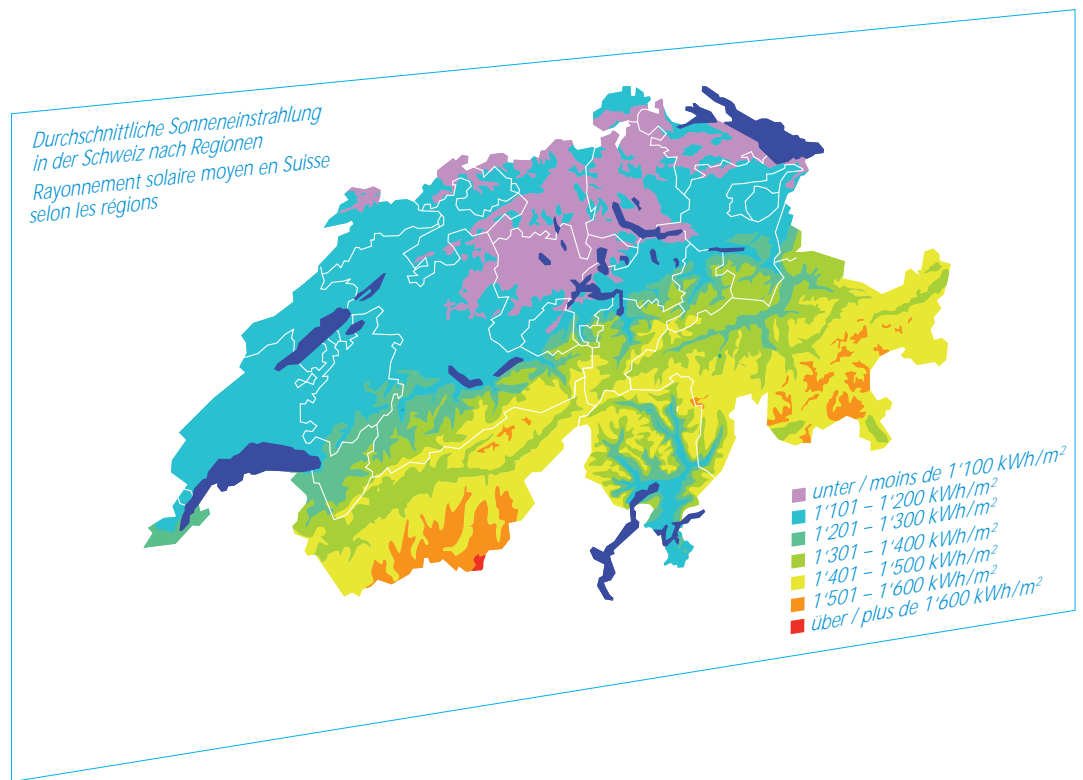 Durchschnittliche Sonneneinstrahlung
in der Schweiz nach Regionen
Rayonnement solaire moyen en Suisse
selon les régions
unter / moins de 1'100 kWh/m²
1'101 – 1'200 kWh/m²
1'201 – 1'300 kWh/m²
1'301 – 1'400 kWh/m²
1'401 – 1'500 kWh/m²
1'501 – 1'600 kWh/m²
über / plus de 1'600 kWh/m²